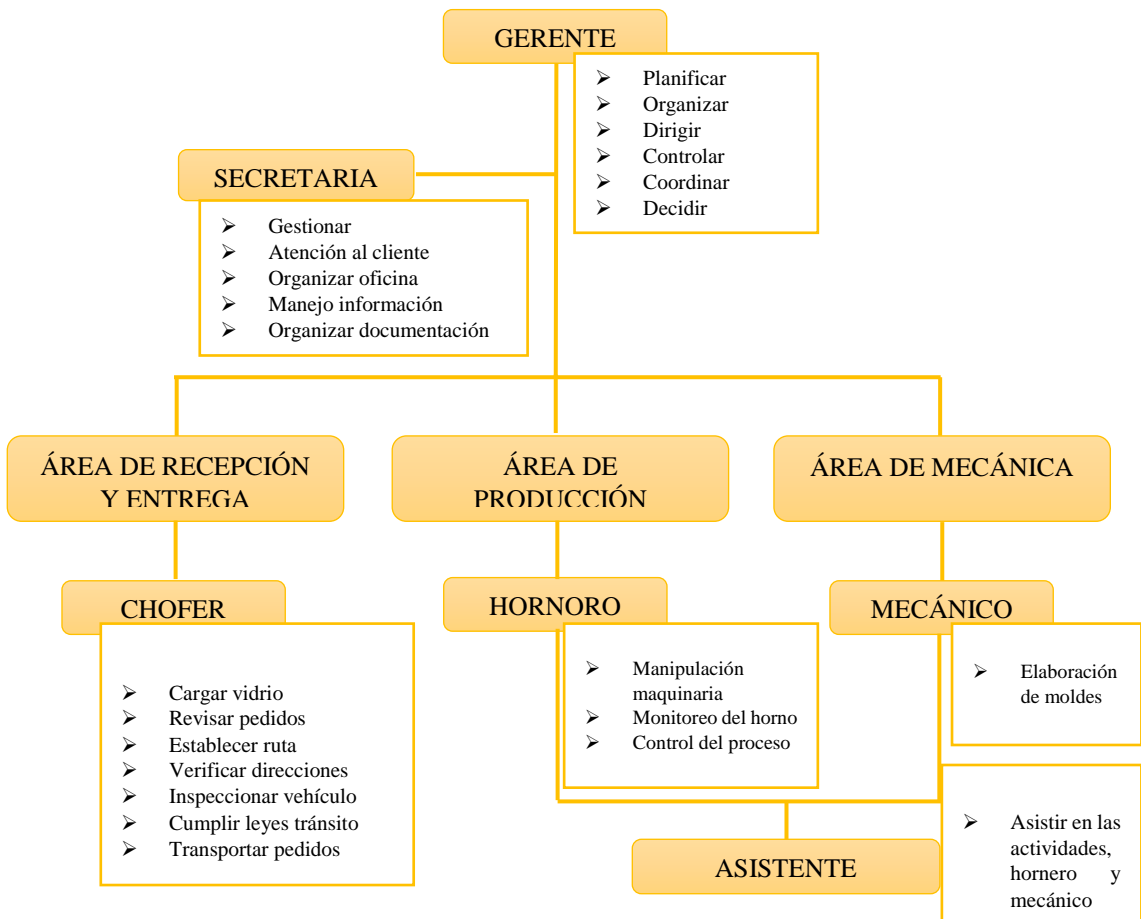 GERENTE
➢ Planificar
➢ Organizar
➢ Dirigir
➢ Controlar
➢ Coordinar
➢ Decidir
SECRETARIA
➢ Gestionar
➢ Atención al cliente
➢ Organizar oficina
➢ Manejo información
➢ Organizar documentación
ÁREA DE RECEPCIÓN
Y ENTREGA
ÁREA DE
PRODUCCIÓN
ÁREA DE MECÁNICA
CHOFER
➢ Cargar vidrio
➢ Revisar pedidos
➢ Establecer ruta
➢ Verificar direcciones
➢ Inspeccionar vehículo
➢ Cumplir leyes tránsito
➢ Transportar pedidos
HORNORO
➢ Manipulación
maquinaria
➢ Monitoreo del horno
➢ Control del proceso
MECÁNICO
➢ Elaboración
de moldes
ASISTENTE
➢ Asistir en las
actividades,
hornero y
mecánico